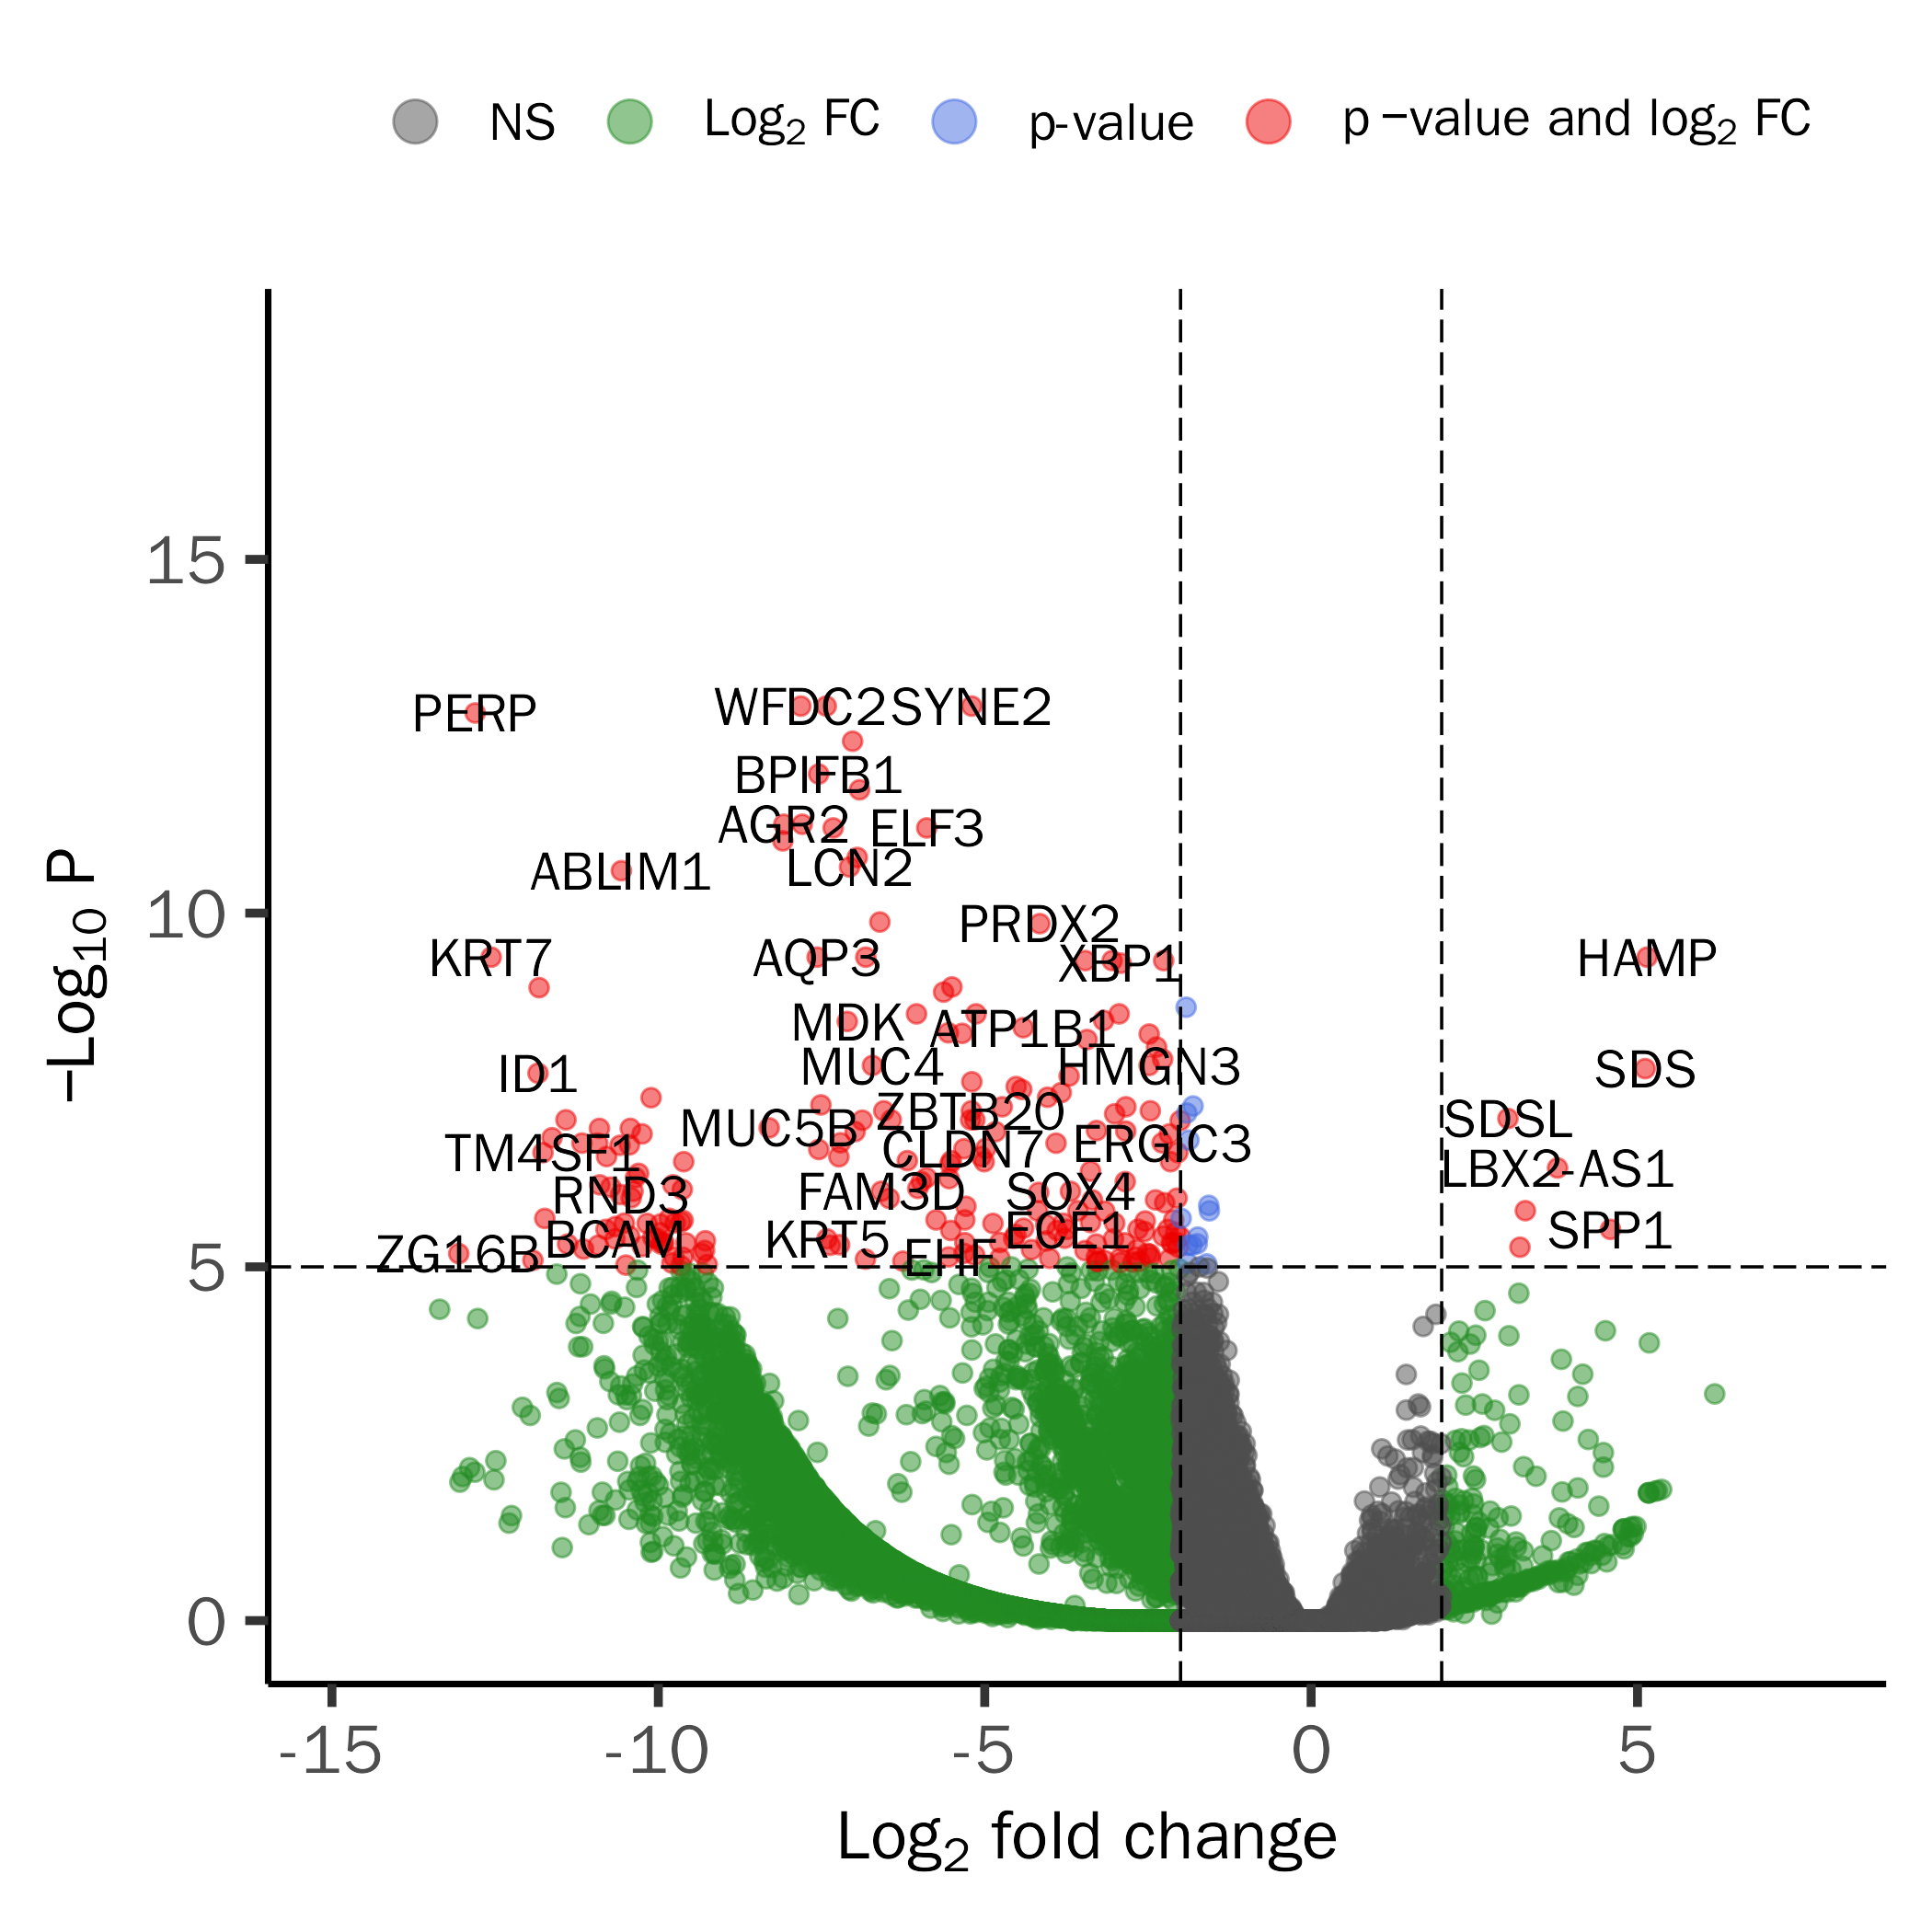 NS Log2 FC p-value p −value and log2 FC
15
PERP WFDC2 SYNE2
BPIFB1
AGR2 ELF3
ABLIM1 LCN2
10 PRDX2
KRT7 AQP3 XBP1 HAMP
MDK ATP1B1
ID1 MUC4 HMGN3 SDS
MUC5B ZBTB20 SDSL
TM4SF1 CLDN7 ERGIC3
LBX2-AS1
RND3 FAM3D SOX4
BCAM KRT5 ECE1 SPP1
ZG16B EHF
5
0
−Log10 P
-15 -10 -5 0 5
Log2 fold change